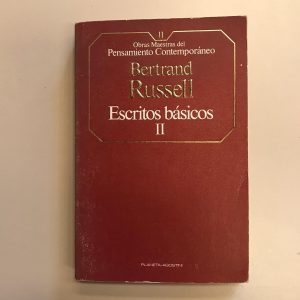 11
Obras Maestras del
Pensamiento Contemporáneo
Bertrand
Russell
Escritos básicos
II
PLANETA-AGOSTINI